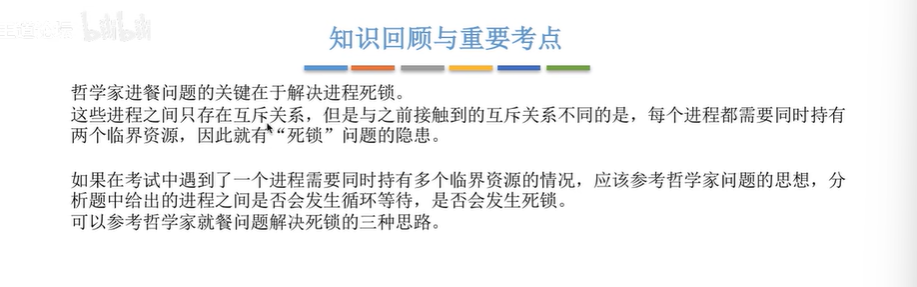 bilibili
知识回顾与重要考点
哲学家进餐问题的关键在于解决进程死锁。
这些进程之间只存在互斥关系，但是与之前接触到的互斥关系不同的是，每个进程都需要同时持有
两个临界资源，因此就有“死锁”问题的隐患。
如果在考试中遇到了一个进程需要同时持有多个临界资源的情况，应该参考哲学家问题的思想，分
析题中给出的进程之间是否会发生循环等待，是否会发生死锁。
可以参考哲学家就餐问题解决死锁的三种思路。